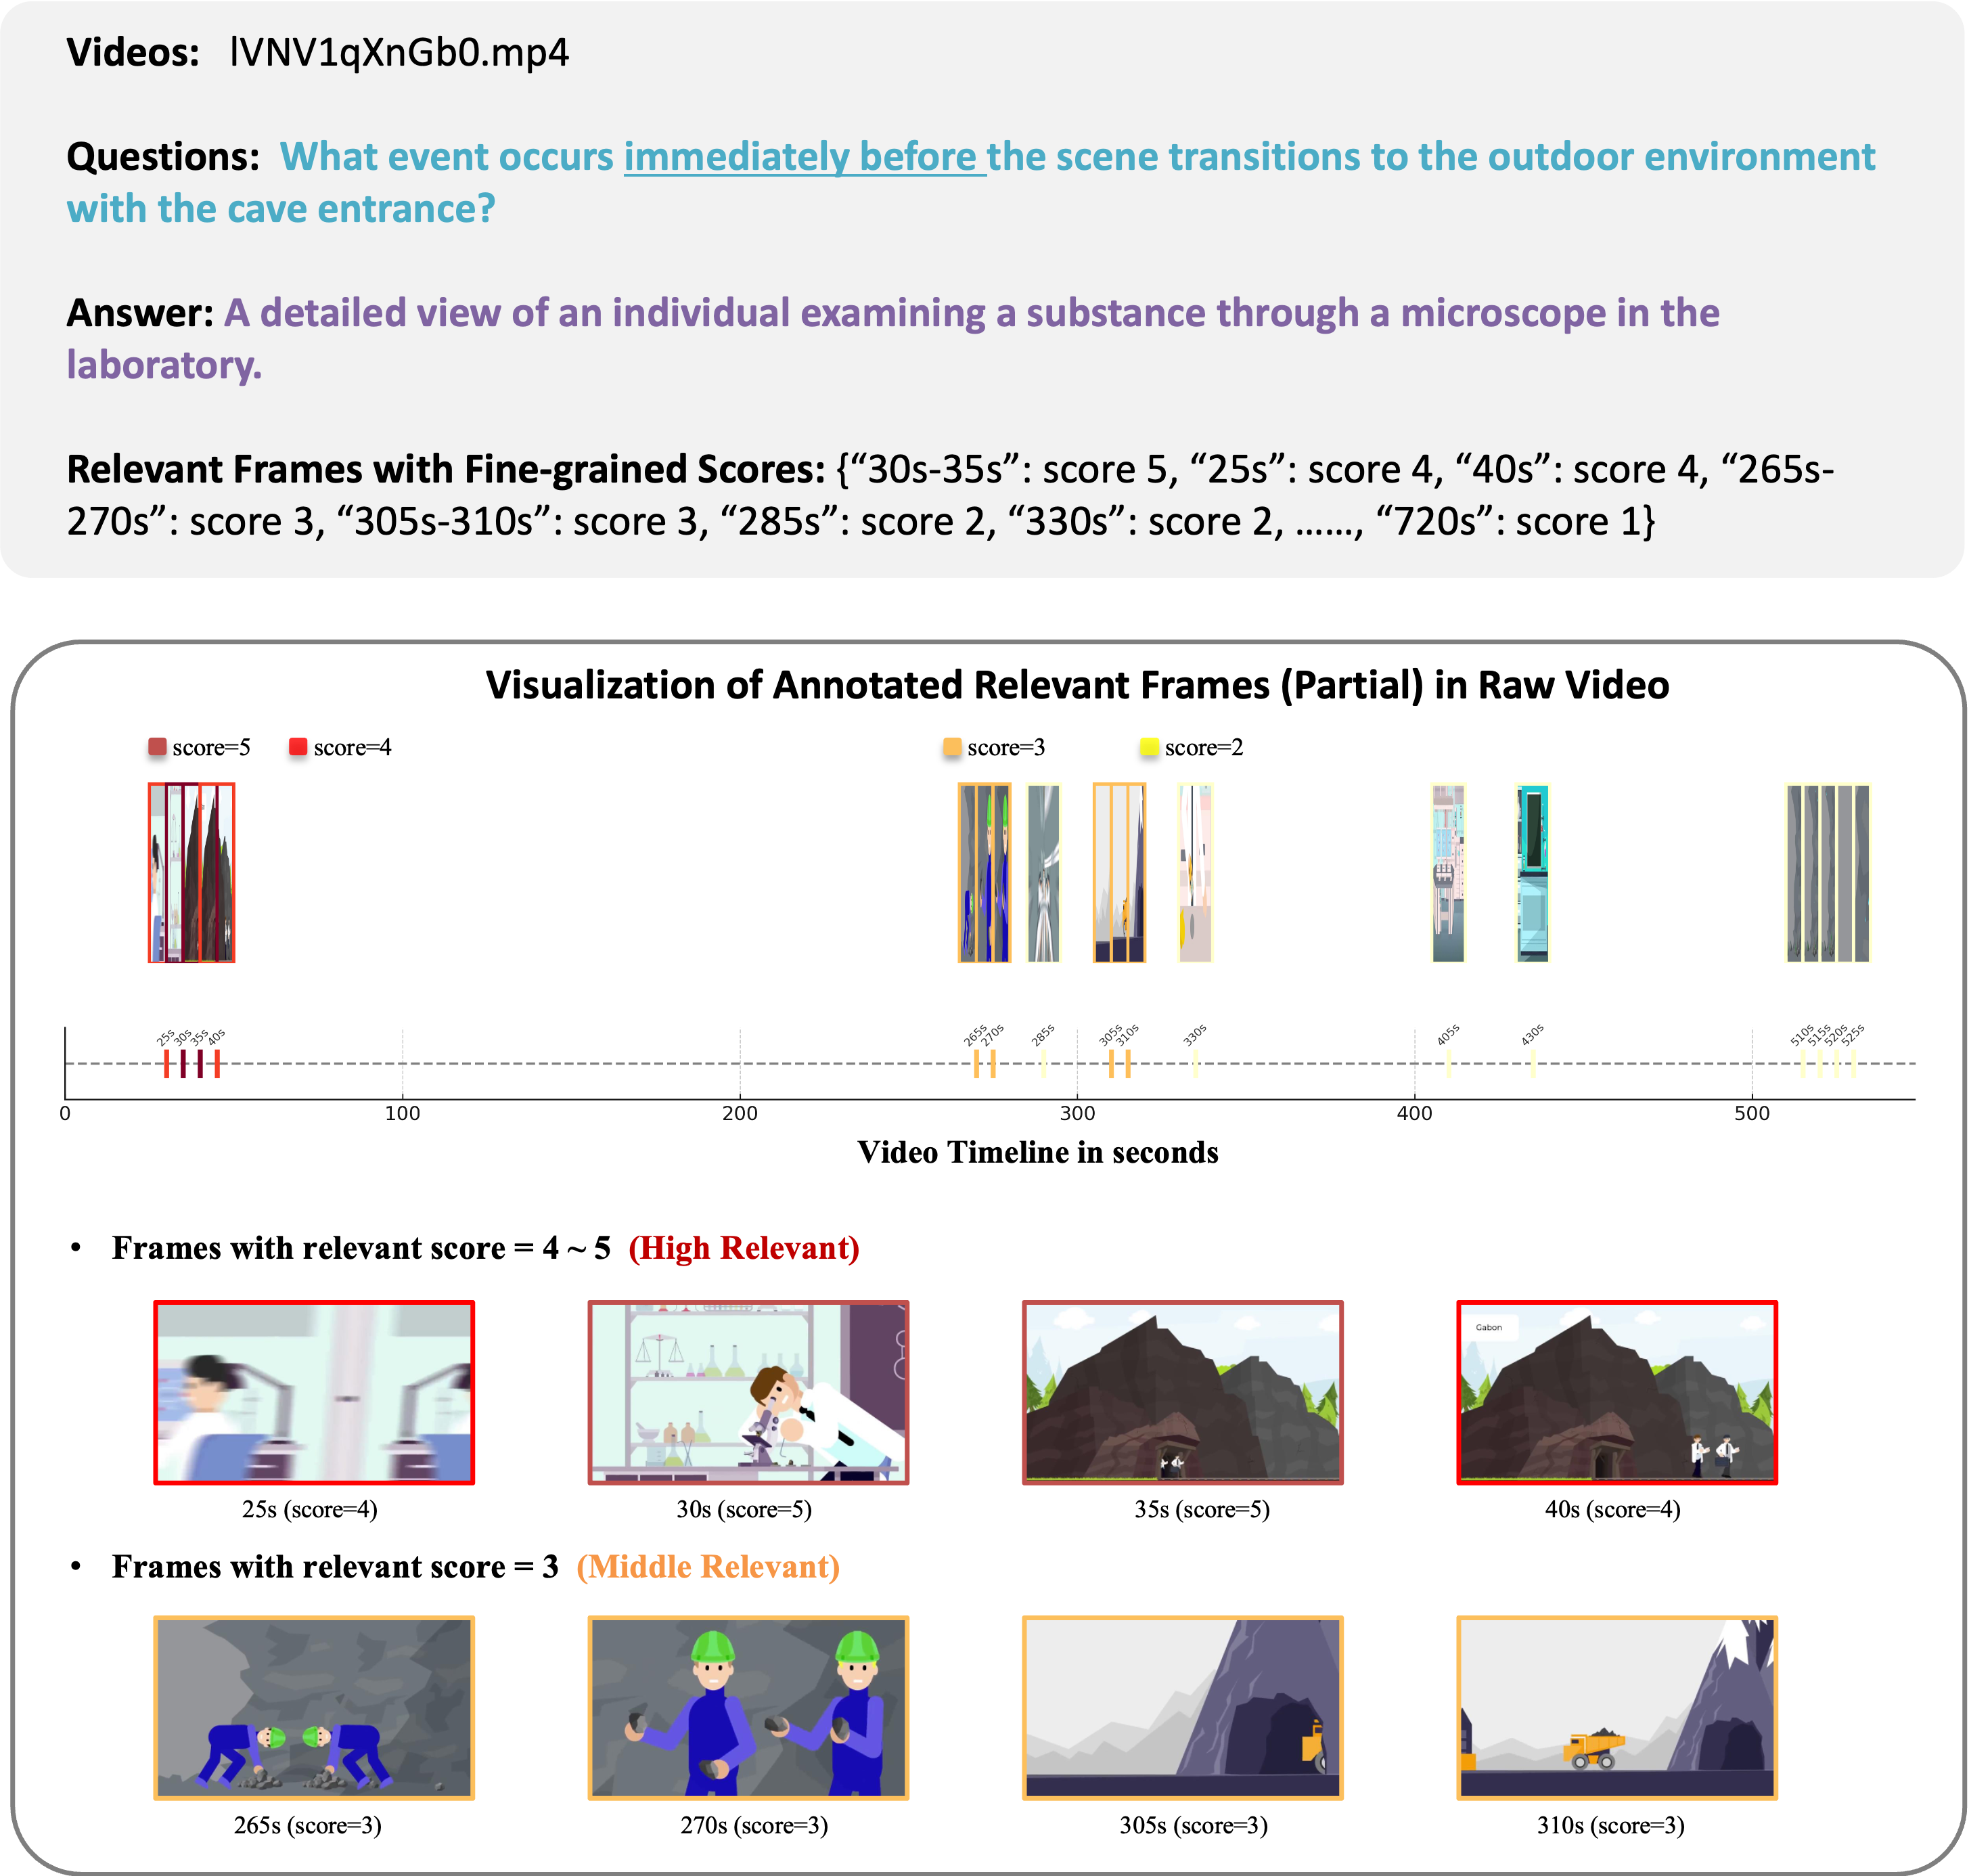 Videos: lVNV1qXnGb0.mp4
Questions: What event occurs immediately before the scene transitions to the outdoor environment
with the cave entrance?
Answer: A detailed view of an individual examining a substance through a microscope in the
laboratory.
Relevant Frames with Fine-grained Scores: {“30s-35s”: score 5, “25s”: score 4, “40s”: score 4, “265s-
270s”: score 3, “305s-310s”: score 3, “285s”: score 2, “330s”: score 2, ……, “720s”: score 1}
Visualization of Annotated Relevant Frames (Partial) in Raw Video
score=5 score=4 score=3 score=2
25s 30s 35s 40s 265s 270s 285s 305s 310s 330s 405s 430s 510s 515s 520s 525s
0 100 200 300 400 500
Video Timeline in seconds
• Frames with relevant score = 4 ~ 5 (High Relevant)
Gabon
25s (score=4) 30s (score=5) 35s (score=5) 40s (score=4)
• Frames with relevant score = 3 (Middle Relevant)
265s (score=3) 270s (score=3) 305s (score=3) 310s (score=3)